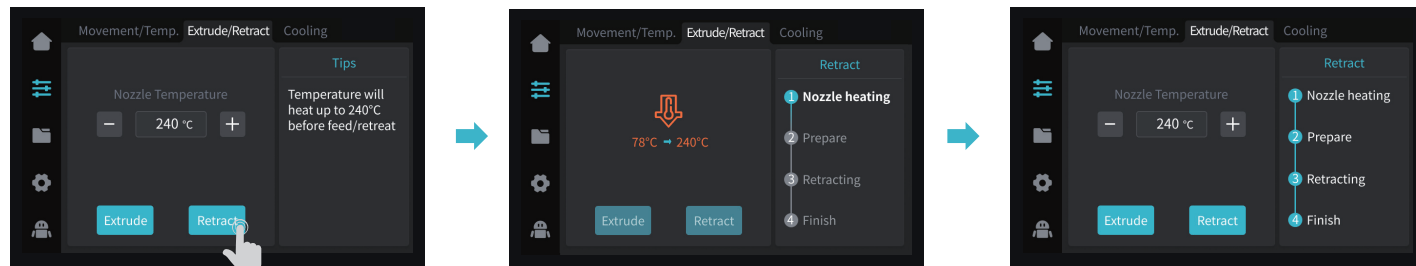 Movement/Temp. Extrude/Retract Cooling
Nozzle Temperature
− 240 °C +
Extrude Retract
Tips
Temperature will
heat up to 240°C
before feed/retreat
Movement/Temp. Extrude/Retract Cooling
78°C → 240°C
Extrude Retract
Retract
1 Nozzle heating
2 Prepare
3 Retracting
4 Finish
Movement/Temp. Extrude/Retract Cooling
Nozzle Temperature
− 240 °C +
Extrude Retract
Retract
1 Nozzle heating
2 Prepare
3 Retracting
4 Finish